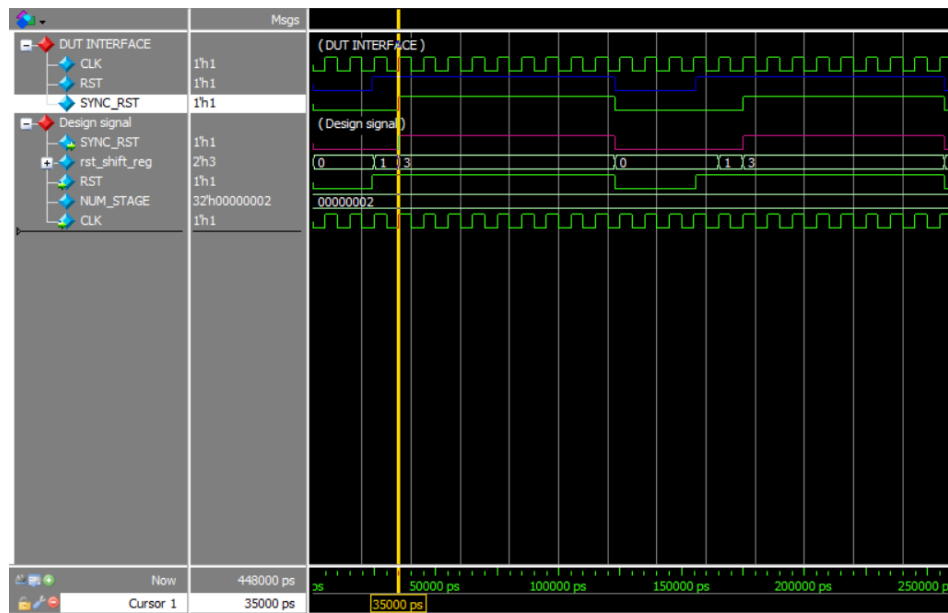 Msgs
DUT INTERFACE ( DUT INTERFACE )
CLK 1'h1
RST 1'h1
SYNC_RST 1'h1
Design signal ( Design signal )
SYNC_RST 1'h1
rst_shift_reg 2'h3 0 1 3 0 1 3
RST 1'h1
NUM_STAGE 32'h00000002 00000002
CLK 1'h1
Now 448000 ps ps 50000 ps 100000 ps 150000 ps 200000 ps 250000 p
Cursor 1 35000 ps 35000 ps